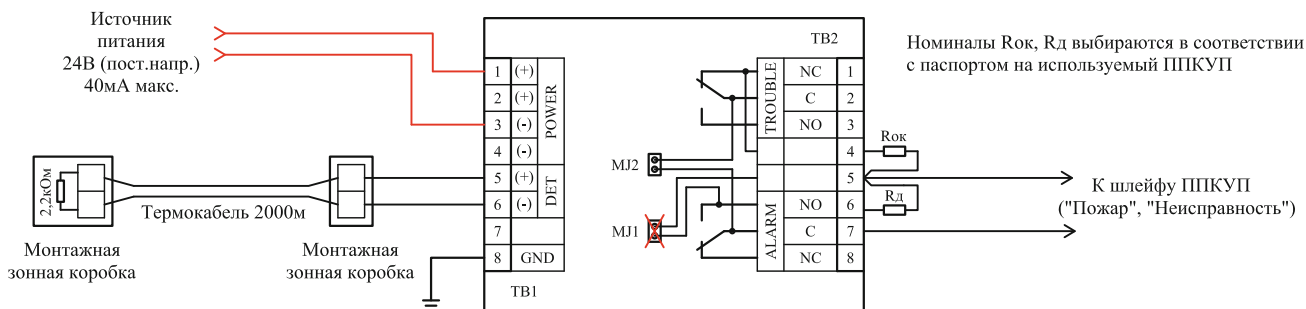 Источник
питания
24В (пост.напр.)
40мА макс.
TB2
Номиналы Rок, Rд выбираются в соответствии
с паспортом на используемый ППКУП
1 (+)
2 (+)
3 (-)
4 (-)
POWER
5 (+)
6 (-)
DET
7
8 GND
TB1
TROUBLE
NC 1
C 2
NO 3
4
5
ALARM
NO 6
C 7
NC 8
MJ2
MJ1
Rок
Rд
К шлейфу ППКУП
("Пожар", "Неисправность")
2,2кОм
Термокабель 2000м
Монтажная
зонная коробка
Монтажная
зонная коробка